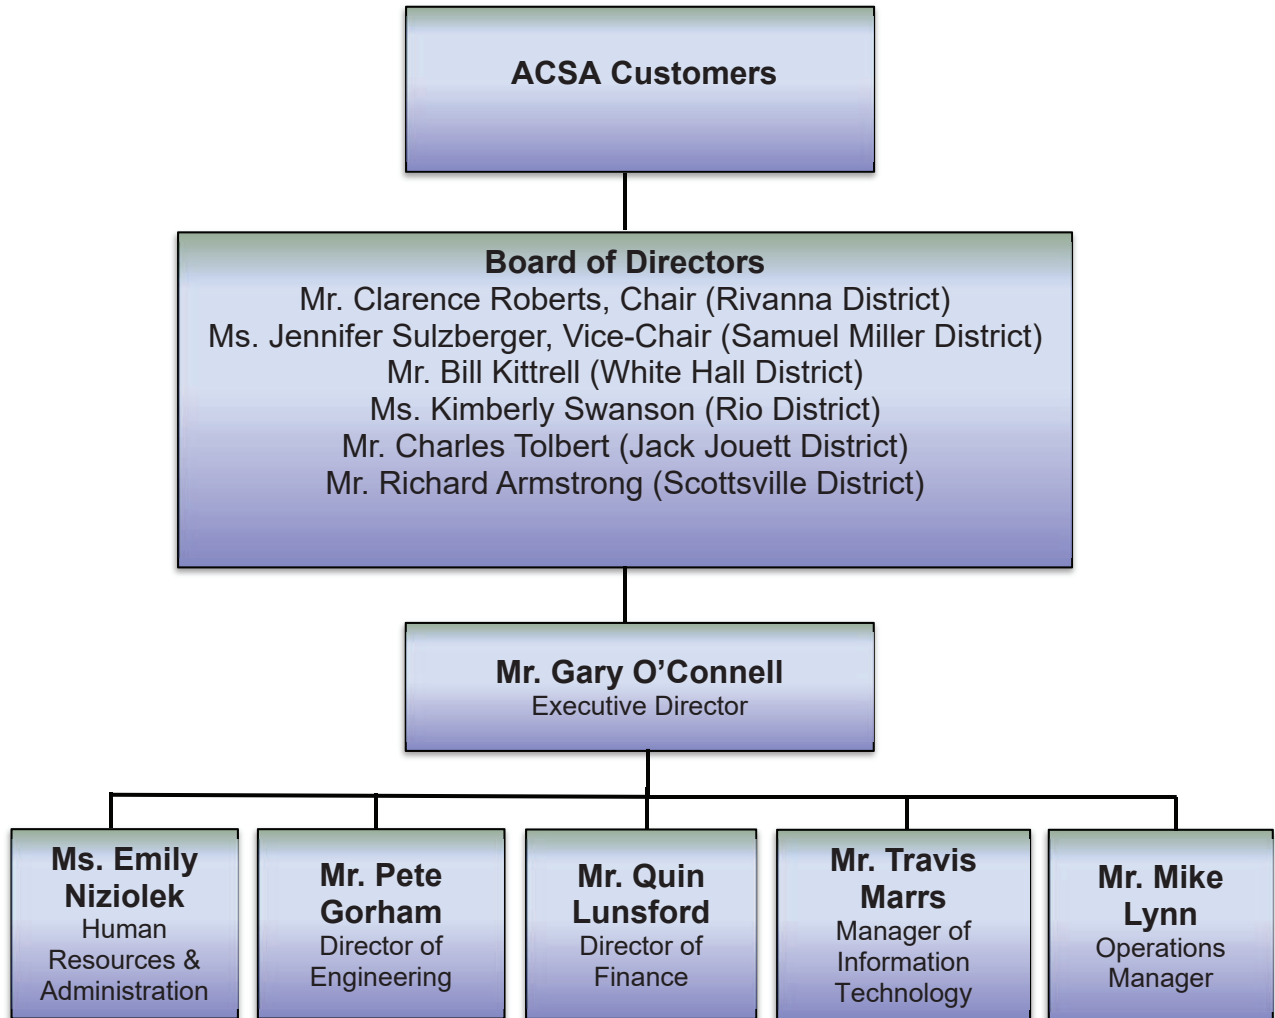 ACSA Customers
Board of Directors
Mr. Clarence Roberts, Chair (Rivanna District)
Ms. Jennifer Sulzberger, Vice-Chair (Samuel Miller District)
Mr. Bill Kittrell (White Hall District)
Ms. Kimberly Swanson (Rio District)
Mr. Charles Tolbert (Jack Jouett District)
Mr. Richard Armstrong (Scottsville District)
Mr. Gary O’Connell
Executive Director
Ms. Emily
Niziolek
Human
Resources &
Administration
Mr. Pete
Gorham
Director of
Engineering
Mr. Quin
Lunsford
Director of
Finance
Mr. Travis
Marrs
Manager of
Information
Technology
Mr. Mike
Lynn
Operations
Manager